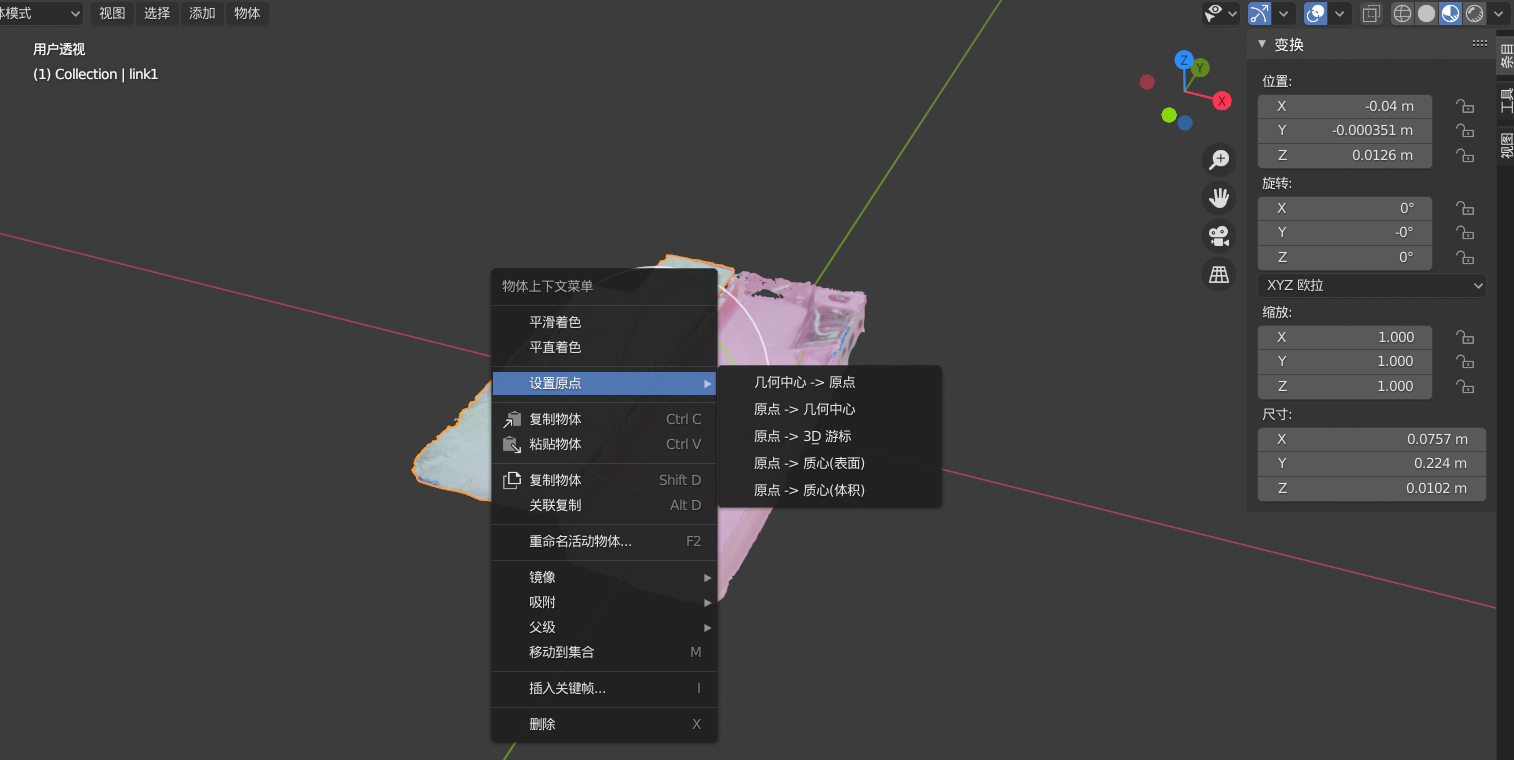 体模式 视图 选择 添加 物体
用户透视
(1) Collection | link1
Z
Y
X
物体上下文菜单
平滑着色
平直着色
设置原点
复制物体 Ctrl C
粘贴物体 Ctrl V
复制物体 Shift D
关联复制 Alt D
重命名活动物体... F2
镜像
吸附
父级
移动到集合 M
插入关键帧... I
删除 X
几何中心 -> 原点
原点 -> 几何中心
原点 -> 3D 游标
原点 -> 质心(表面)
原点 -> 质心(体积)
变换
位置:
X -0.04 m
Y -0.000351 m
Z 0.0126 m
旋转:
X 0°
Y -0°
Z 0°
XYZ 欧拉
缩放:
X 1.000
Y 1.000
Z 1.000
尺寸:
X 0.0757 m
Y 0.224 m
Z 0.0102 m
条目
工具
视图